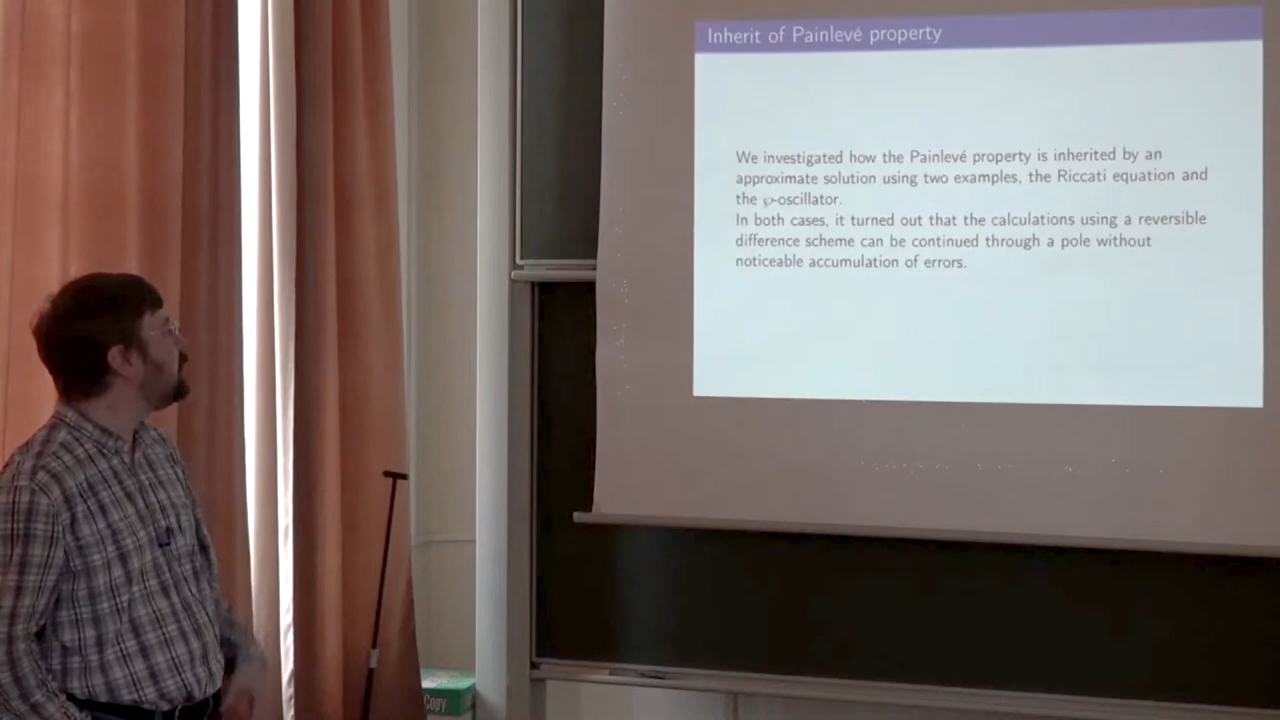 Inherit of Painlevé property
We investigated how the Painlevé property is inherited by an
approximate solution using two examples, the Riccati equation and
the ℘-oscillator.
In both cases, it turned out that the calculations using a reversible
difference scheme can be continued through a pole without
noticeable accumulation of errors.
Copy